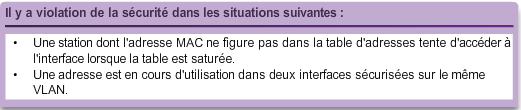 Il y a violation de la sécurité dans les situations suivantes :
• Une station dont l'adresse MAC ne figure pas dans la table d'adresses tente d'accéder à
l'interface lorsque la table est saturée.
• Une adresse est en cours d'utilisation dans deux interfaces sécurisées sur le même
VLAN.